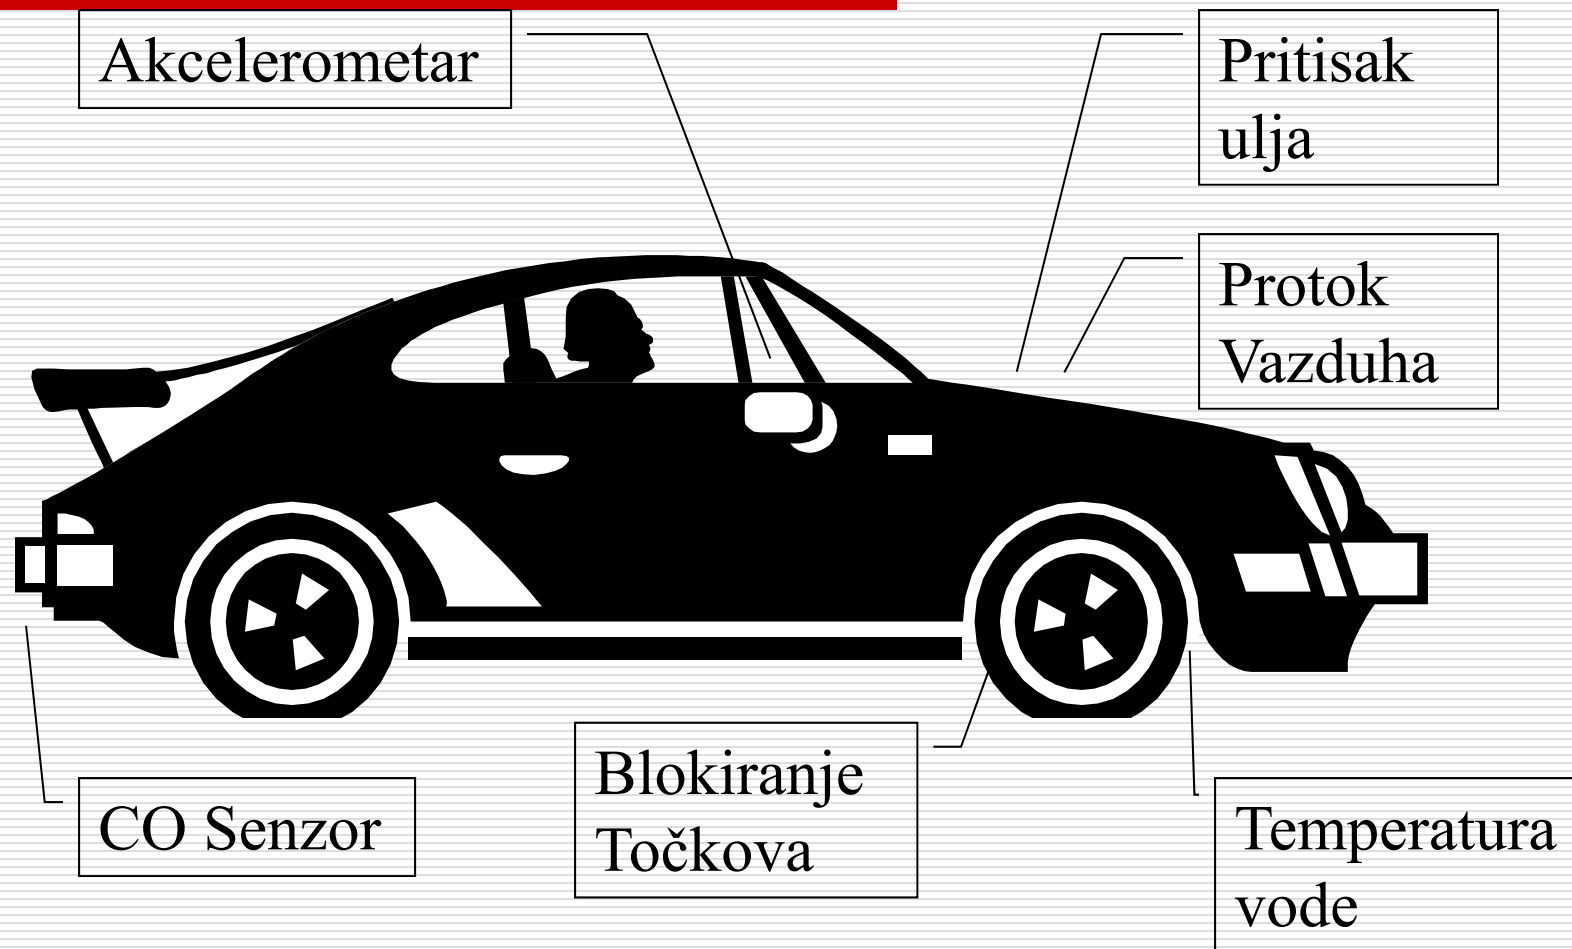 Akcelerometar
Pritisak
ulja
Protok
Vazduha
CO Senzor
Blokiranje
Točkova
Temperatura
vode